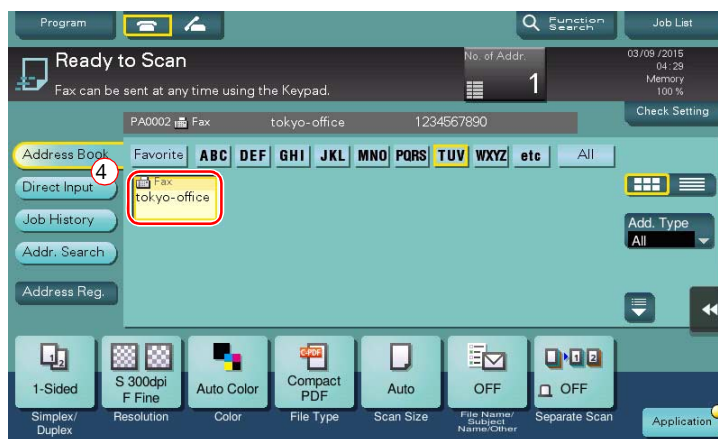 Program
Function
Search
Job List
Ready to Scan
Fax can be sent at any time using the Keypad.
No. of Addr.
1
03/09 /2015
04:29
Memory
100 %
Check Setting
PA0002 Fax tokyo-office 1234567890
Address Book
Favorite ABC DEF GHI JKL MNO PQRS TUV WXYZ etc All
4
Fax
tokyo-office
Direct Input
Job History
Addr. Search
Address Reg.
Add. Type
All
1 2
1-Sided
Simplex/
Duplex
S 300dpi
F Fine
Resolution
Auto Color
Color
C-PDF
Compact
PDF
File Type
Auto
Scan Size
OFF
File Name/
Subject
Name/Other
1 2
OFF
Separate Scan
Application